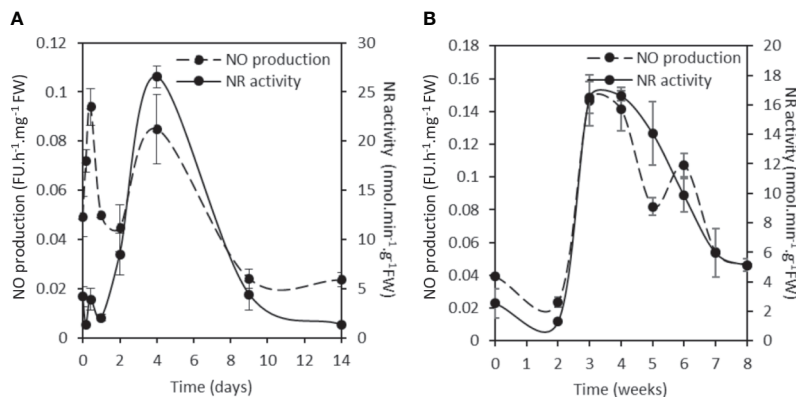 A
NO production (FU.h-1.mg-1 FW)
0.12
0.1
0.08
0.06
0.04
0.02
0
NO production
NR activity
30
25
20
15
10
5
0
NR activity (nmol.min-1.g-1FW)
0 2 4 6 8 10 12 14
Time (days)
B
NO production (FU.h-1.mg-1 FW)
0.18
0.16
0.14
0.12
0.1
0.08
0.06
0.04
0.02
0
NO production
NR activity
20
18
16
14
12
10
8
6
4
2
0
NR activity (nmol.min-1.g-1FW)
0 1 2 3 4 5 6 7 8
Time (weeks)